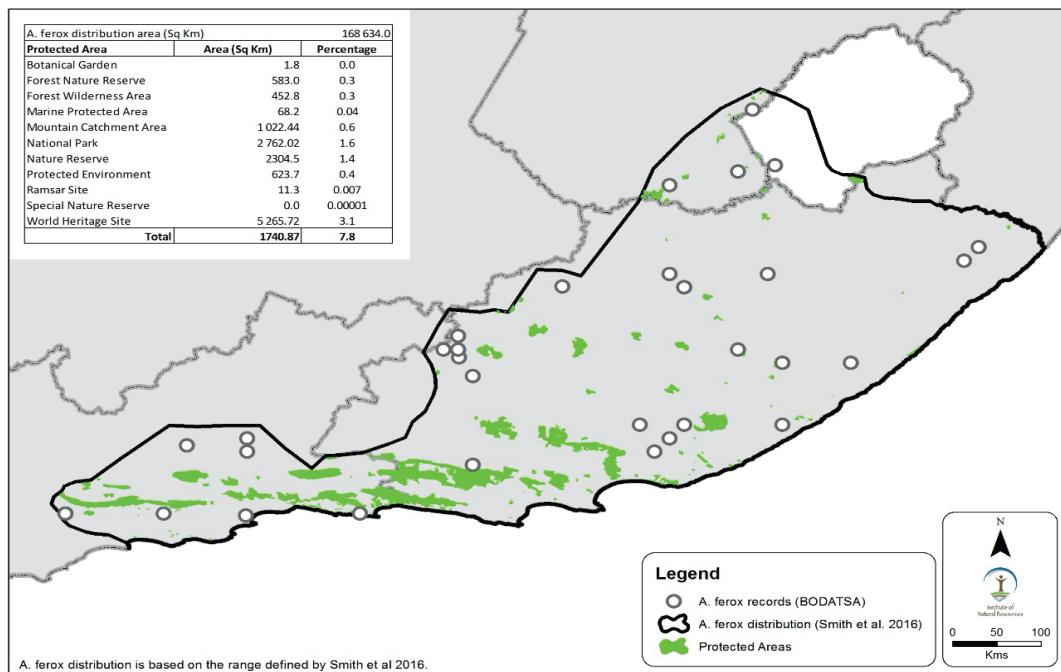 A. ferox distribution area (Sq Km) 168 634.0
Protected Area Area (Sq Km) Percentage
Botanical Garden 1.8 0.0
Forest Nature Reserve 583.0 0.3
Forest Wilderness Area 452.8 0.3
Marine Protected Area 68.2 0.04
Mountain Catchment Area 1 022.44 0.6
National Park 2 762.02 1.6
Nature Reserve 2304.5 1.4
Protected Environment 623.7 0.4
Ramsar Site 11.3 0.007
Special Nature Reserve 0.0 0.00001
World Heritage Site 5 265.72 3.1
Total 1740.87 7.8
Legend
A. ferox records (BODATSA)
A. ferox distribution (Smith et al. 2016)
Protected Areas
N
Institute of
Natural Resources
0 50 100
Kms
A. ferox distribution is based on the range defined by Smith et al 2016.